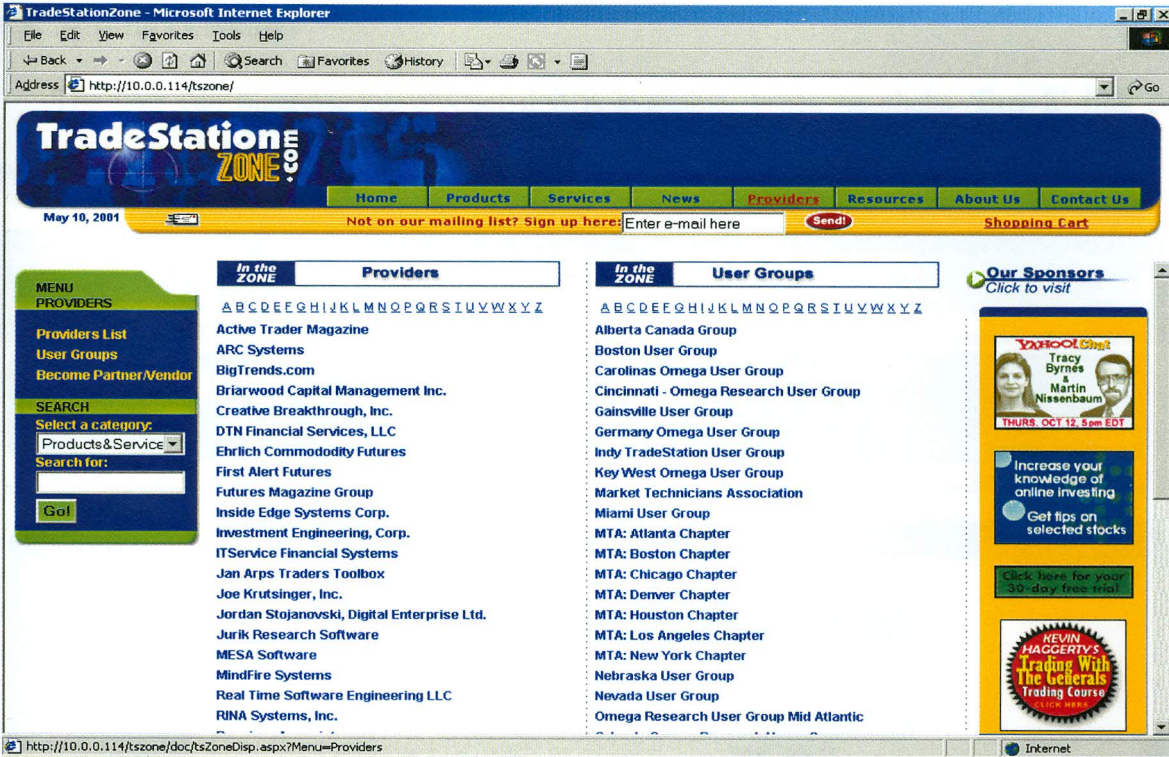 TradeStationZone - Microsoft Internet Explorer
File Edit View Favorites Tools Help
Back Search Favorites History
Address http://10.0.0.114/tszone/ Go
TradeStation
ZONE .com
Home Products Services News Providers Resources About Us Contact Us
May 10, 2001 Not on our mailing list? Sign up here: Enter e-mail here Send! Shopping Cart
MENU
PROVIDERS
Providers List
User Groups
Become Partner/Vendor
SEARCH
Select a category:
Products&Service
Search for:
Go!
In the ZONE Providers
A B C D E F G H I J K L M N O P Q R S T U V W X Y Z
Active Trader Magazine
ARC Systems
BigTrends.com
Briarwood Capital Management Inc.
Creative Breakthrough, Inc.
DTN Financial Services, LLC
Ehrlich Commododity Futures
First Alert Futures
Futures Magazine Group
Inside Edge Systems Corp.
Investment Engineering, Corp.
ITService Financial Systems
Jan Arps Traders Toolbox
Joe Krutsinger, Inc.
Jordan Stojanovski, Digital Enterprise Ltd.
Jurik Research Software
MESA Software
MindFire Systems
Real Time Software Engineering LLC
RINA Systems, Inc.
In the ZONE User Groups
A B C D E F G H I J K L M N O P Q R S T U V W X Y Z
Alberta Canada Group
Boston User Group
Carolinas Omega User Group
Cincinnati - Omega Research User Group
Gainsville User Group
Germany Omega User Group
Indy TradeStation User Group
Key West Omega User Group
Market Technicians Association
Miami User Group
MTA: Atlanta Chapter
MTA: Boston Chapter
MTA: Chicago Chapter
MTA: Denver Chapter
MTA: Houston Chapter
MTA: Los Angeles Chapter
MTA: New York Chapter
Nebraska User Group
Nevada User Group
Omega Research User Group Mid Atlantic
Our Sponsors
Click to visit
YAHOO! Chat
Tracy
Byrnes
&
Martin
Nissenbaum
THURS. OCT 12, 5pm EDT
Increase your
knowledge of
online investing
Get tips on
selected stocks
Click here for your
30-day free trial
KEVIN
HAGGERTY'S
Trading With
The Generals
Trading Course
CLICK HERE
http://10.0.0.114/tszone/doc/tsZoneDisp.aspx?Menu=Providers Internet